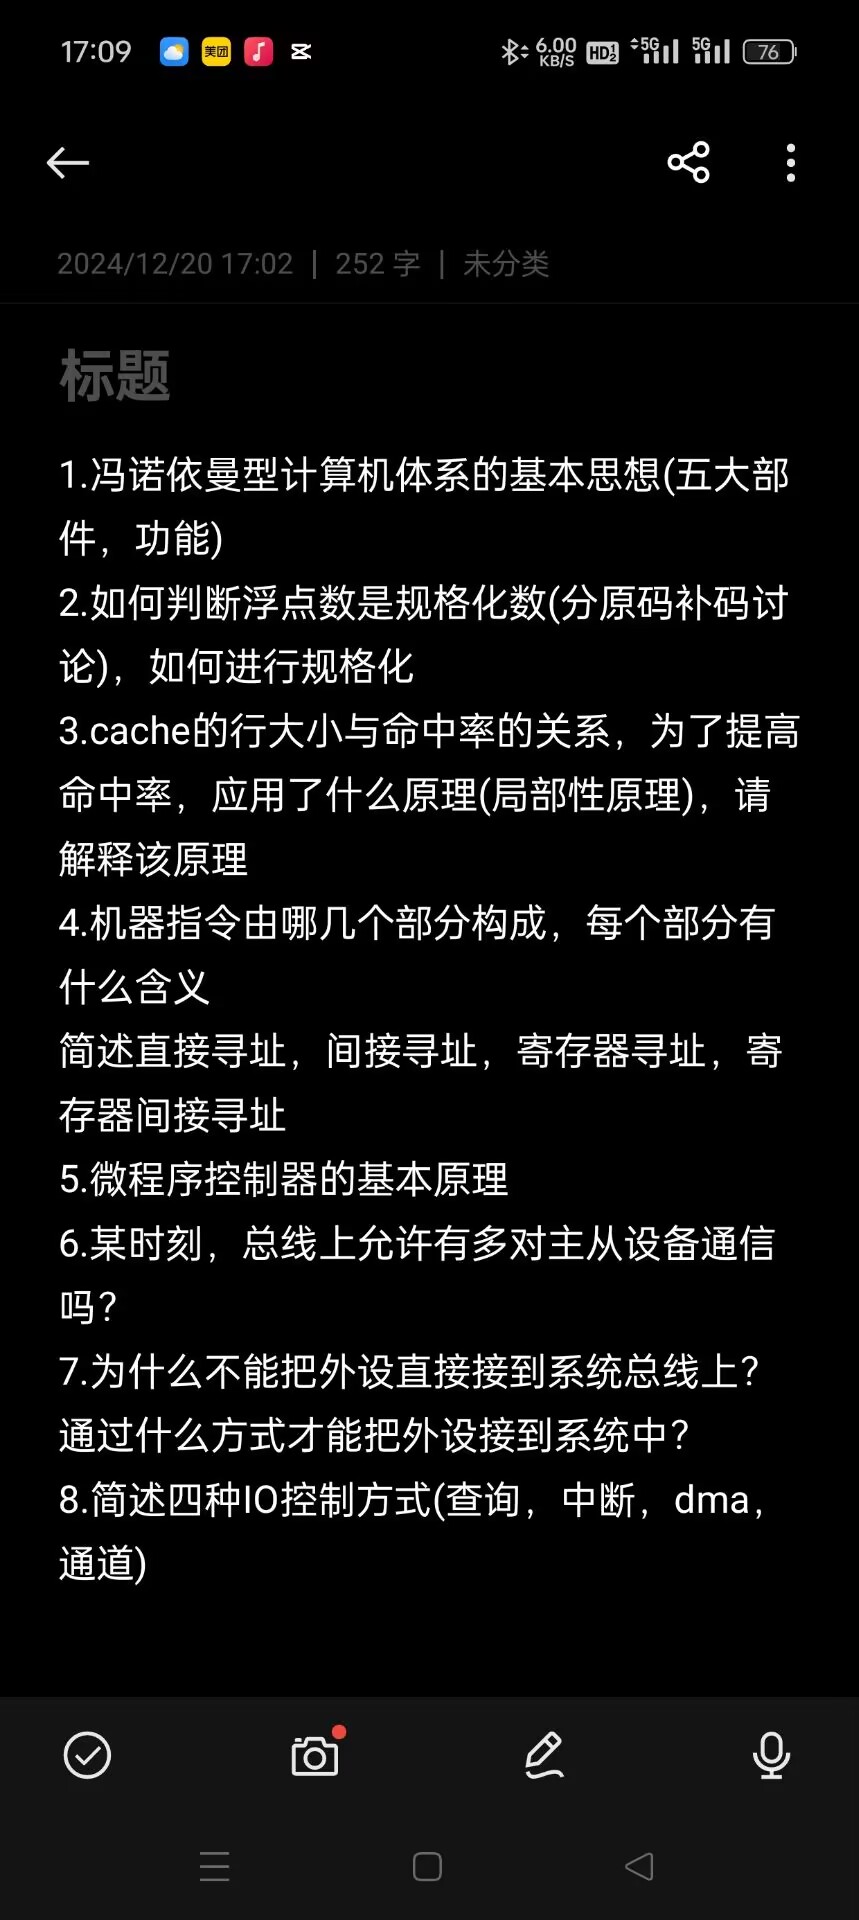 17:09 美团 6.00 KB/S HD 1 2 5G 5G 76
2024/12/20 17:02 | 252 字 | 未分类
标题
1.冯诺依曼型计算机体系的基本思想(五大部
件，功能)
2.如何判断浮点数是规格化数(分原码补码讨
论)，如何进行规格化
3.cache的行大小与命中率的关系，为了提高
命中率，应用了什么原理(局部性原理)，请
解释该原理
4.机器指令由哪几个部分构成，每个部分有
什么含义
简述直接寻址，间接寻址，寄存器寻址，寄
存器间接寻址
5.微程序控制器的基本原理
6.某时刻，总线上允许有多对主从设备通信
吗？
7.为什么不能把外设直接接到系统总线上？
通过什么方式才能把外设接到系统中？
8.简述四种IO控制方式(查询，中断，dma，
通道)